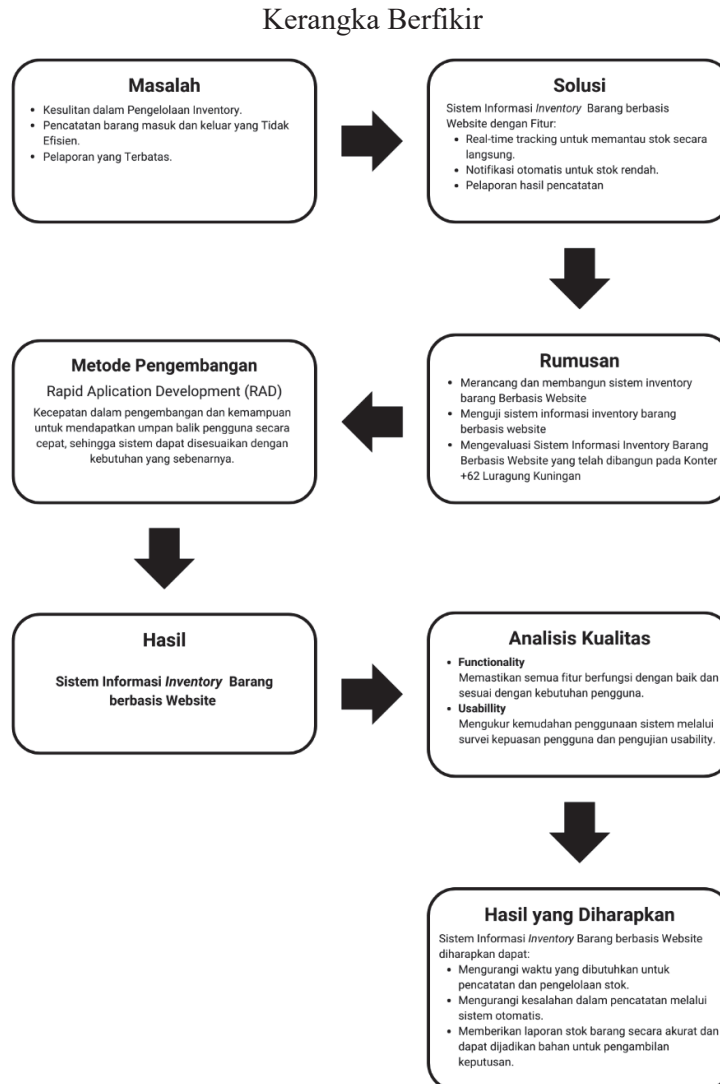 Kerangka Berfikir
Masalah
• Kesulitan dalam Pengelolaan Inventory.
• Pencatatan barang masuk dan keluar yang Tidak
Efisien.
• Pelaporan yang Terbatas.
Solusi
Sistem Informasi Inventory Barang berbasis
Website dengan Fitur:
• Real-time tracking untuk memantau stok secara
langsung.
• Notifikasi otomatis untuk stok rendah.
• Pelaporan hasil pencatatan
Rumusan
• Merancang dan membangun sistem inventory
barang Berbasis Website
• Menguji sistem informasi inventory barang
berbasis website
• Mengevaluasi Sistem Informasi Inventory Barang
Berbasis Website yang telah dibangun pada Konter
+62 Luragung Kuningan
Metode Pengembangan
Rapid Aplication Development (RAD)
Kecepatan dalam pengembangan dan kemampuan
untuk mendapatkan umpan balik pengguna secara
cepat, sehingga sistem dapat disesuaikan dengan
kebutuhan yang sebenarnya.
Hasil
Sistem Informasi Inventory Barang
berbasis Website
Analisis Kualitas
• Functionality
Memastikan semua fitur berfungsi dengan baik dan
sesuai dengan kebutuhan pengguna.
• Usabillity
Mengukur kemudahan penggunaan sistem melalui
survei kepuasan pengguna dan pengujian usability.
Hasil yang Diharapkan
Sistem Informasi Inventory Barang berbasis Website
diharapkan dapat:
• Mengurangi waktu yang dibutuhkan untuk
pencatatan dan pengelolaan stok.
• Mengurangi kesalahan dalam pencatatan melalui
sistem otomatis.
• Memberikan laporan stok barang secara akurat dan
dapat dijadikan bahan untuk pengambilan
keputusan.